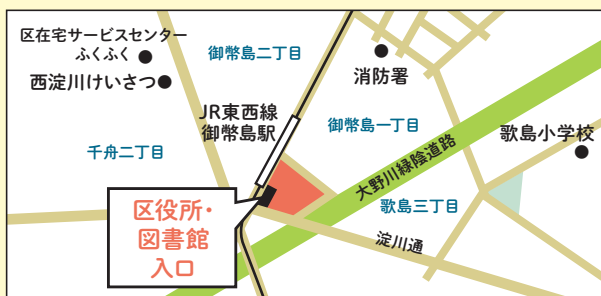 区在宅サービスセンター
ふくふく
西淀川けいさつ
御幣島二丁目
消防署
JR東西線
御幣島駅
御幣島一丁目
歌島小学校
千舟二丁目
大野川緑陰道路
区役所・
図書館
入口
歌島三丁目
淀川通